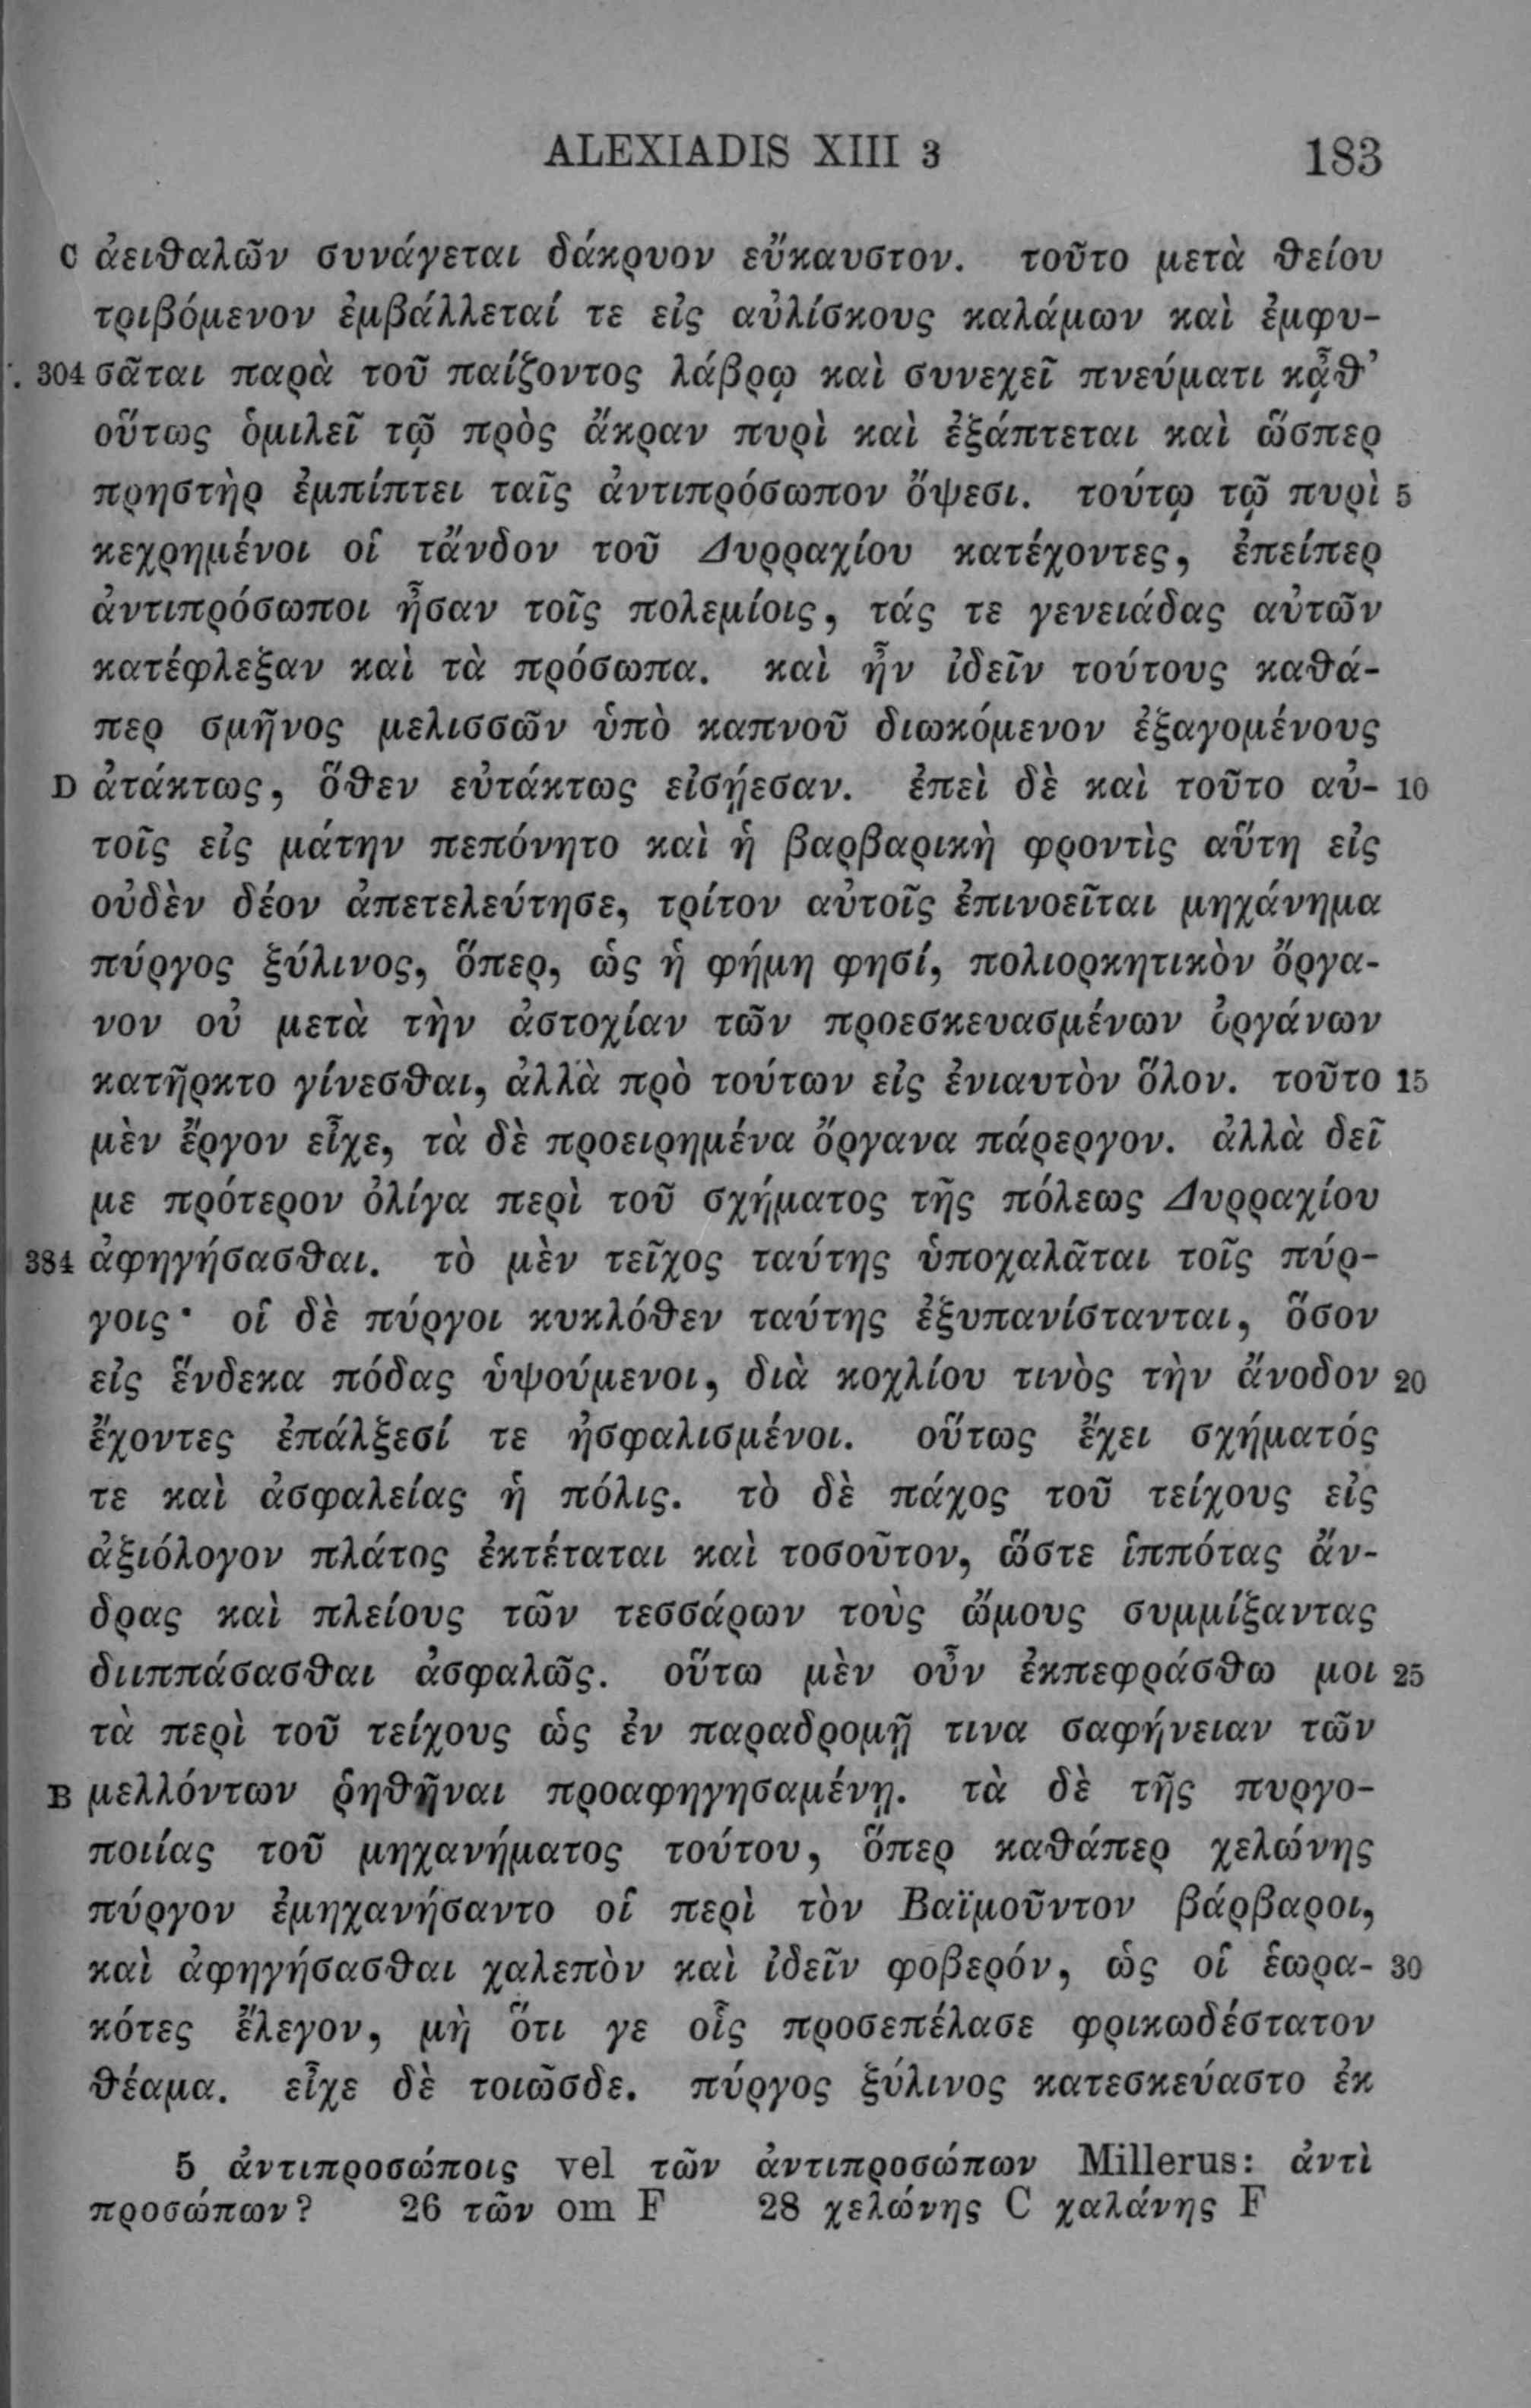 ALEXIADIS XIII 3 183
C ἀειθαλῶν συνάγεται δάκρυον εὔκαυστον. τοῦτο μετὰ θείου
τριβόμενον ἐμβάλλεταί τε εἰς αὐλίσκους καλάμων καὶ ἐμφυ-
304 σᾶται παρὰ τοῦ παίζοντος λάβρῳ καὶ συνεχεῖ πνεύματι κᾆθ’
οὕτως ὁμιλεῖ τῷ πρὸς ἄκραν πυρὶ καὶ ἐξάπτεται καὶ ὥσπερ
πρηστὴρ ἐμπίπτει ταῖς ἀντιπρόσωπον ὄψεσι. τούτῳ τῷ πυρὶ 5
κεχρημένοι οἱ τἄνδον τοῦ Δυρραχίου κατέχοντες, ἐπείπερ
ἀντιπρόσωποι ἦσαν τοῖς πολεμίοις, τάς τε γενειάδας αὐτῶν
κατέφλεξαν καὶ τὰ πρόσωπα. καὶ ἦν ἰδεῖν τούτους καθά-
περ σμῆνος μελισσῶν ὑπὸ καπνοῦ διωκόμενον ἐξαγομένους
D ἀτάκτως, ὅθεν εὐτάκτως εἰσῄεσαν. ἐπεὶ δὲ καὶ τοῦτο αὐ- 10
τοῖς εἰς μάτην πεπόνητο καὶ ἡ βαρβαρικὴ φροντὶς αὕτη εἰς
οὐδὲν δέον ἀπετελεύτησε, τρίτον αὐτοῖς ἐπινοεῖται μηχάνημα
πύργος ξύλινος, ὅπερ, ὡς ἡ φήμη φησί, πολιορκητικὸν ὄργα-
νον οὐ μετὰ τὴν ἀστοχίαν τῶν προεσκευασμένων ὀργάνων
κατῆρκτο γίνεσθαι, ἀλλὰ πρὸ τούτων εἰς ἐνιαυτὸν ὅλον. τοῦτο 15
μὲν ἔργον εἶχε, τὰ δὲ προειρημένα ὄργανα πάρεργον. ἀλλὰ δεῖ
με πρότερον ὀλίγα περὶ τοῦ σχήματος τῆς πόλεως Δυρραχίου
384 ἀφηγήσασθαι. τὸ μὲν τεῖχος ταύτης ὑποχαλᾶται τοῖς πύρ-
γοις· οἱ δὲ πύργοι κυκλόθεν ταύτης ἐξυπανίστανται, ὅσον
εἰς ἕνδεκα πόδας ὑψούμενοι, διὰ κοχλίου τινὸς τὴν ἄνοδον 20
ἔχοντες ἐπάλξεσί τε ἠσφαλισμένοι. οὕτως ἔχει σχήματός
τε καὶ ἀσφαλείας ἡ πόλις. τὸ δὲ πάχος τοῦ τείχους εἰς
ἀξιόλογον πλάτος ἐκτέταται καὶ τοσοῦτον, ὥστε ἱππότας ἄν-
δρας καὶ πλείους τῶν τεσσάρων τοὺς ὤμους συμμίξαντας
διιππάσασθαι ἀσφαλῶς. οὕτω μὲν οὖν ἐκπεφράσθω μοι 25
τὰ περὶ τοῦ τείχους ὡς ἐν παραδρομῇ τινα σαφήνειαν τῶν
B μελλόντων ῥηθῆναι προαφηγησαμένῃ. τὰ δὲ τῆς πυργο-
ποιίας τοῦ μηχανήματος τούτου, ὅπερ καθάπερ χελώνης
πύργον ἐμηχανήσαντο οἱ περὶ τὸν Βαϊμοῦντον βάρβαροι,
καὶ ἀφηγήσασθαι χαλεπὸν καὶ ἰδεῖν φοβερόν, ὡς οἱ ἑωρα- 30
κότες ἔλεγον, μὴ ὅτι γε οἷς προσεπέλασε φρικωδέστατον
θέαμα. εἶχε δὲ τοιῶσδε. πύργος ξύλινος κατεσκεύαστο ἐκ
5 ἀντιπροσώποις vel τῶν ἀντιπροσώπων Millerus: ἀντὶ
προσώπων? 26 τῶν om F 28 χελώνης C χαλάνης F